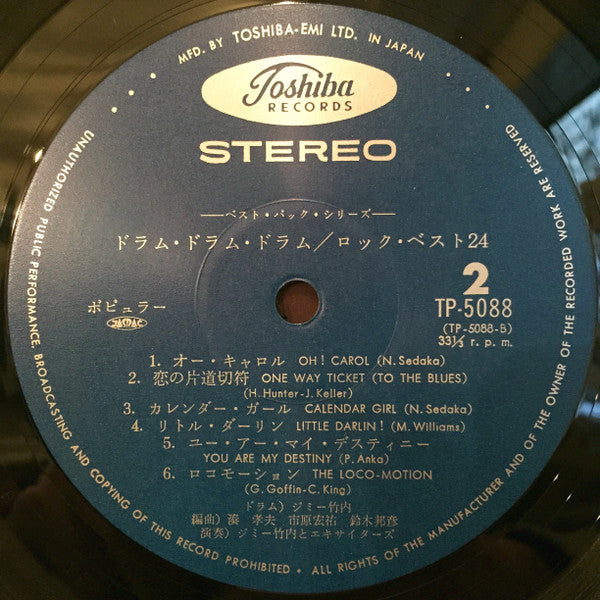 MFD. BY TOSHIBA-EMI LTD. IN JAPAN
Toshiba
RECORDS
STEREO
—ベスト・パック・シリーズ—
ドラム・ドラム・ドラム／ロック・ベスト24
2
ポピュラー
TP-5088
JASRAC
(TP-5088-B)
33⅓ r. p. m.
1. オー・キャロル OH! CAROL (N. Sedaka)
2. 恋の片道切符 ONE WAY TICKET (TO THE BLUES)
(H. Hunter-J. Keller)
3. カレンダー・ガール CALENDAR GIRL (N. Sedaka)
4. リトル・ダーリン LITTLE DARLIN! (M. Williams)
5. ユー・アー・マイ・デスティニー
YOU ARE MY DESTINY (P. Anka)
6. ロコモーション THE LOCO-MOTION
(G. Goffin-C. King)
ドラム) ジミー竹内
編曲) 湊 孝夫 市原宏祐 鈴木邦彦
演奏) ジミー竹内とエキサイターズ
UNAUTHORIZED PUBLIC PERFORMANCE, BROADCASTING AND COPYING OF THIS RECORD PROHIBITED • ALL RIGHTS OF THE MANUFACTURER AND OF THE OWNER OF THE RECORDED WORK ARE RESERVED